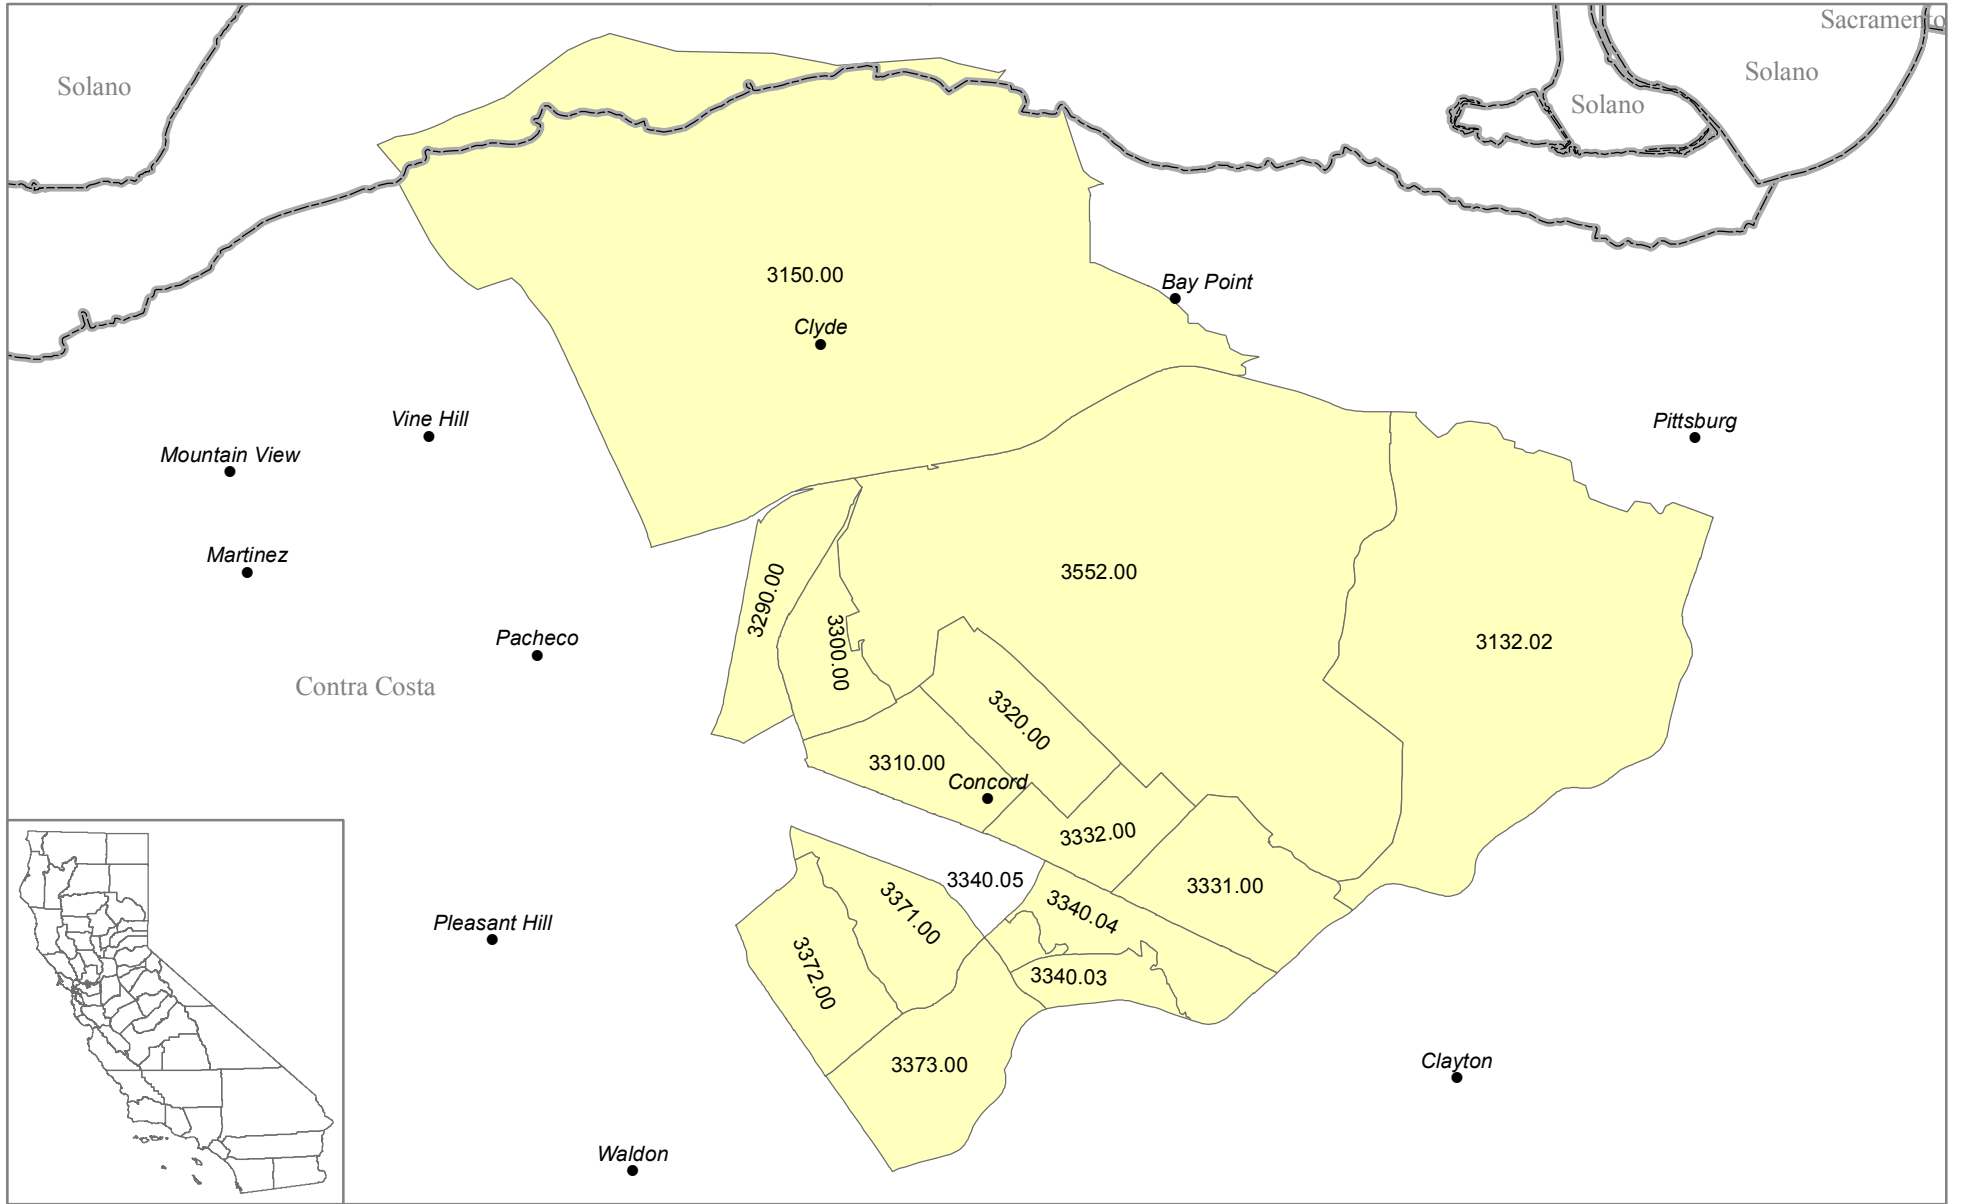 Sacramento
Solano
Solano
Solano
3150.00
Bay Point
Clyde
Vine Hill
Pittsburg
Mountain View
Martinez
3552.00
3290.00
3300.00
Pacheco
3132.02
Contra Costa
3320.00
3310.00
Concord
3332.00
3340.05
3331.00
3371.00
3340.04
Pleasant Hill
3372.00
3340.03
3373.00
Clayton
Waldon